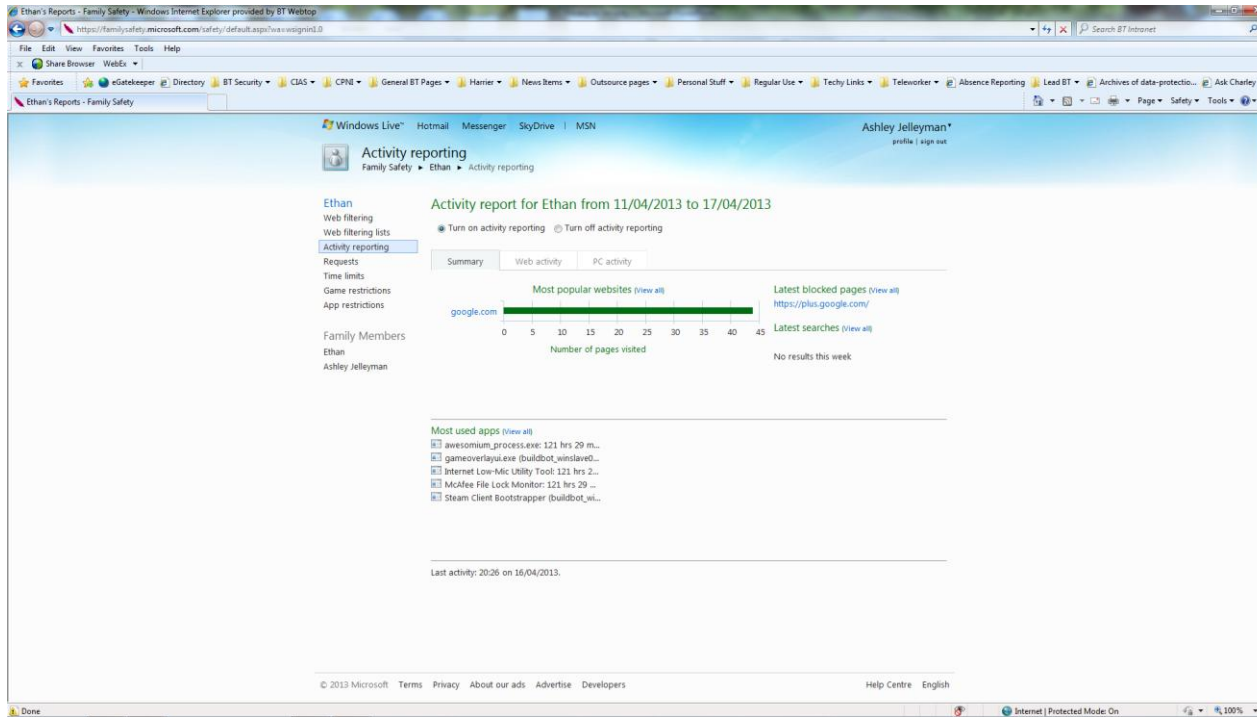 Ethan's Reports - Family Safety - Windows Internet Explorer provided by BT Webtop
https://familysafety.microsoft.com/safety/default.aspx?wa=wsignin1.0
Search BT Intranet
File Edit View Favorites Tools Help
x Share Browser WebEx
Favorites eGatekeeper Directory BT Security CIAS CPNI General BT Pages Harrier News Items Outsource pages Personal Stuff Regular Use Techy Links Teleworker Absence Reporting Lead BT Archives of data-protectio... Ask Charley
Ethan's Reports - Family Safety
Page Safety Tools
Windows Live™ Hotmail Messenger SkyDrive | MSN
Ashley Jelleyman
profile | sign out
Activity reporting
Family Safety ▸ Ethan ▸ Activity reporting
Ethan
Web filtering
Web filtering lists
Activity reporting
Requests
Time limits
Game restrictions
App restrictions
Family Members
Ethan
Ashley Jelleyman
Activity report for Ethan from 11/04/2013 to 17/04/2013
Turn on activity reporting Turn off activity reporting
Summary Web activity PC activity
Most popular websites (View all)
google.com
0 5 10 15 20 25 30 35 40 45
Number of pages visited
Latest blocked pages (View all)
https://plus.google.com/
Latest searches (View all)
No results this week
Most used apps (View all)
awesomium_process.exe: 121 hrs 29 m...
gameoverlayui.exe (buildbot_winslave0...
Internet Low-Mic Utility Tool: 121 hrs 2...
McAfee File Lock Monitor: 121 hrs 29 ...
Steam Client Bootstrapper (buildbot_wi...
Last activity: 20:26 on 16/04/2013.
© 2013 Microsoft Terms Privacy About our ads Advertise Developers
Help Centre English
Done
Internet | Protected Mode: On
100%